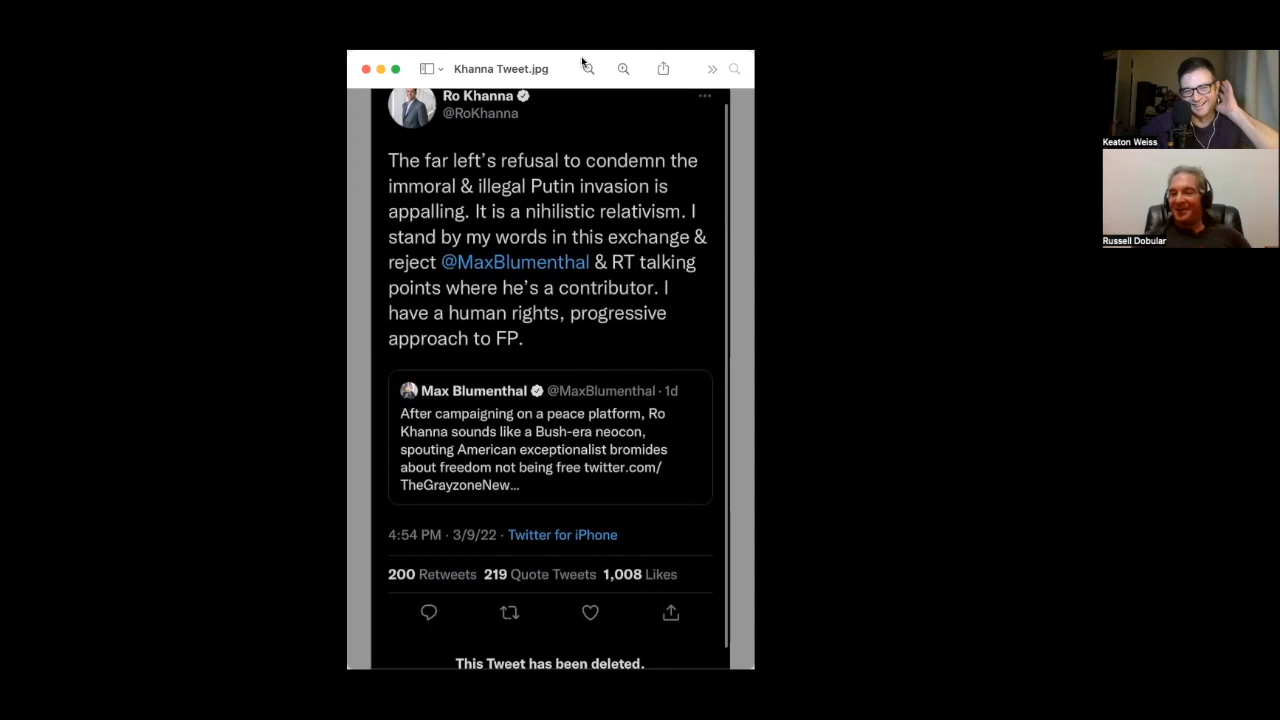 Khanna Tweet.jpg
Ro Khanna
@RoKhanna
The far left's refusal to condemn the
immoral & illegal Putin invasion is
appalling. It is a nihilistic relativism. I
stand by my words in this exchange &
reject @MaxBlumenthal & RT talking
points where he's a contributor. I
have a human rights, progressive
approach to FP.
Max Blumenthal @MaxBlumenthal · 1d
After campaigning on a peace platform, Ro
Khanna sounds like a Bush-era neocon,
spouting American exceptionalist bromides
about freedom not being free twitter.com/
TheGrayzoneNew...
4:54 PM · 3/9/22 · Twitter for iPhone
200 Retweets 219 Quote Tweets 1,008 Likes
This Tweet has been deleted.
Keaton Weiss
Russell Dobular